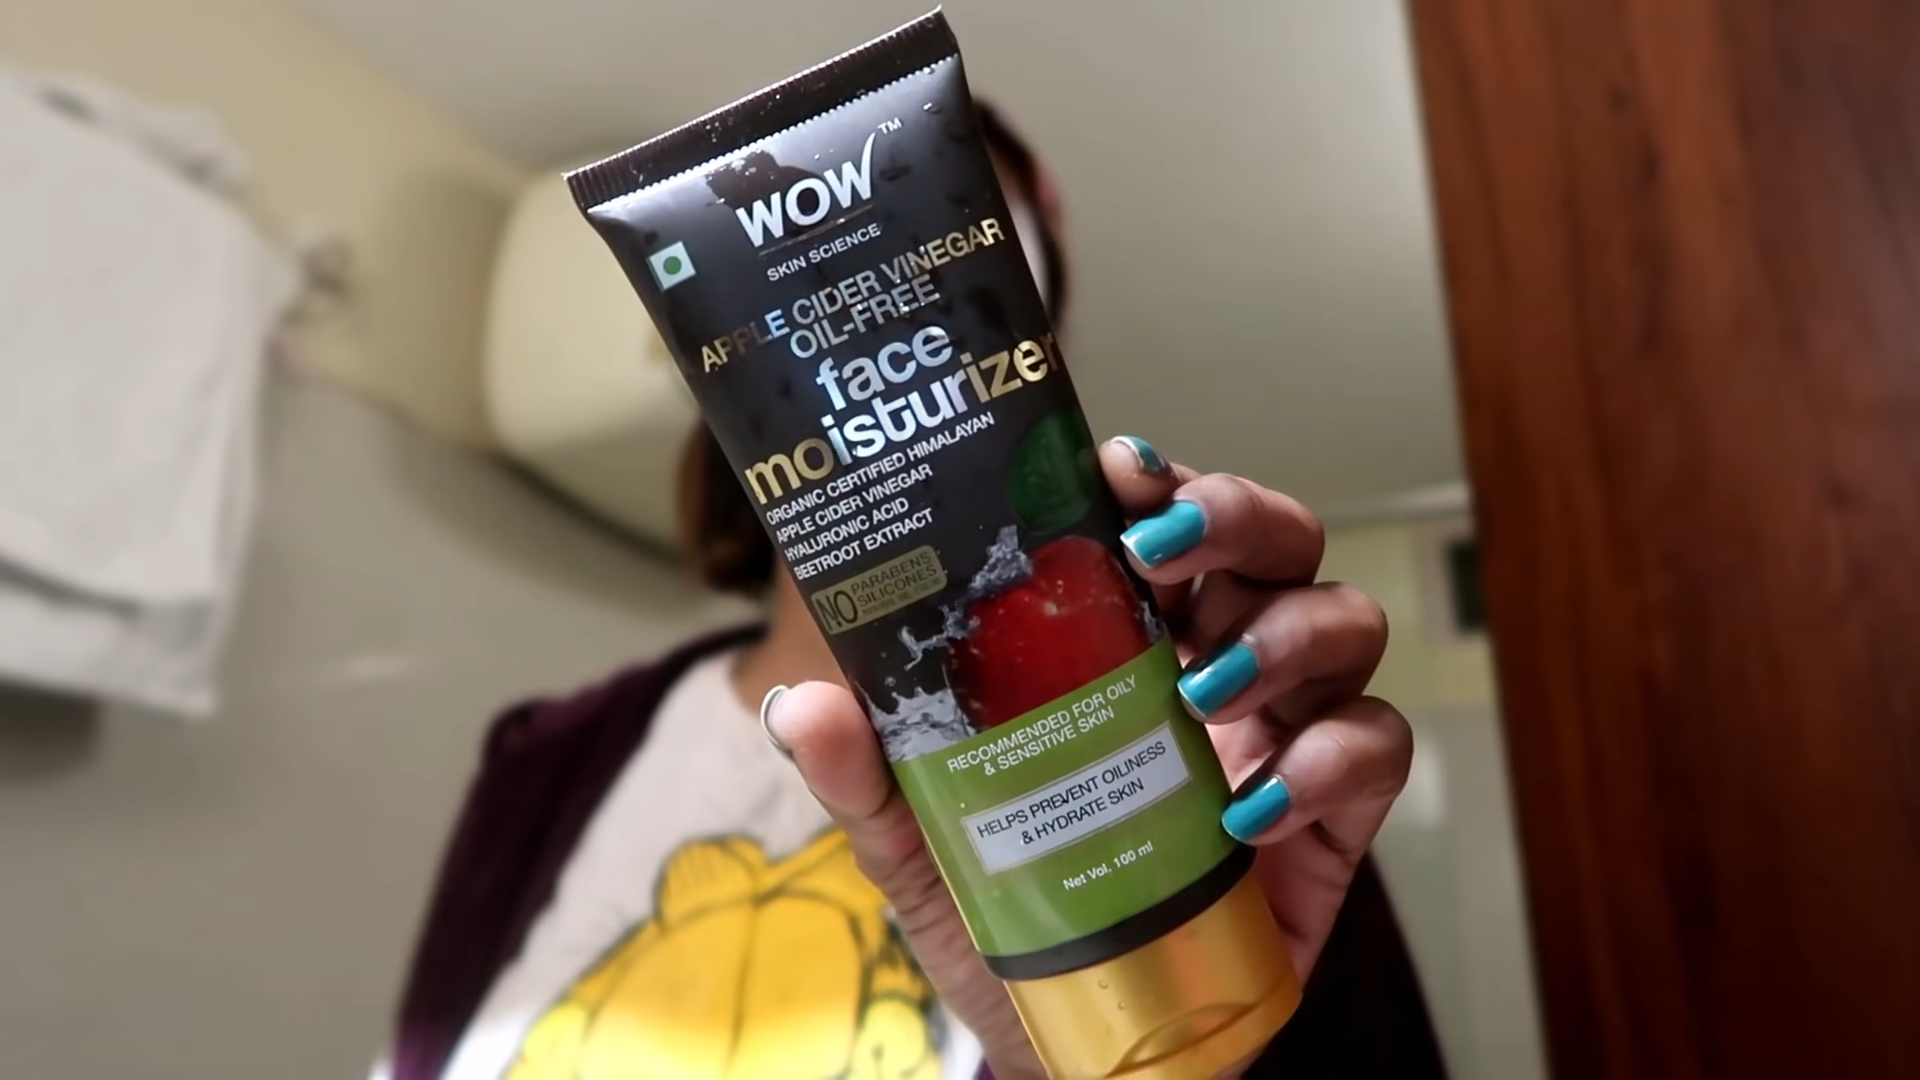 WOW™
SKIN SCIENCE
APPLE CIDER VINEGAR
OIL-FREE
face
moisturizer
ORGANIC CERTIFIED HIMALAYAN
APPLE CIDER VINEGAR
HYALURONIC ACID
BEETROOT EXTRACT
NO PARABENS
SILICONES
RECOMMENDED FOR OILY
& SENSITIVE SKIN
HELPS PREVENT OILINESS
& HYDRATE SKIN
Net Vol. 100 ml